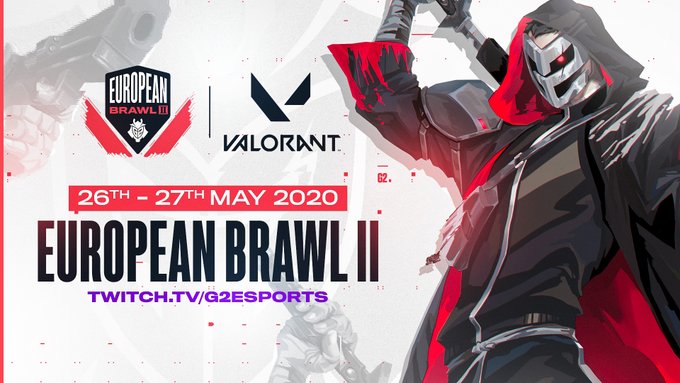 EUROPEAN
BRAWL II
VALORANT
G2.
26TH - 27TH MAY 2020
EUROPEAN BRAWL II
TWITCH.TV/G2ESPORTS